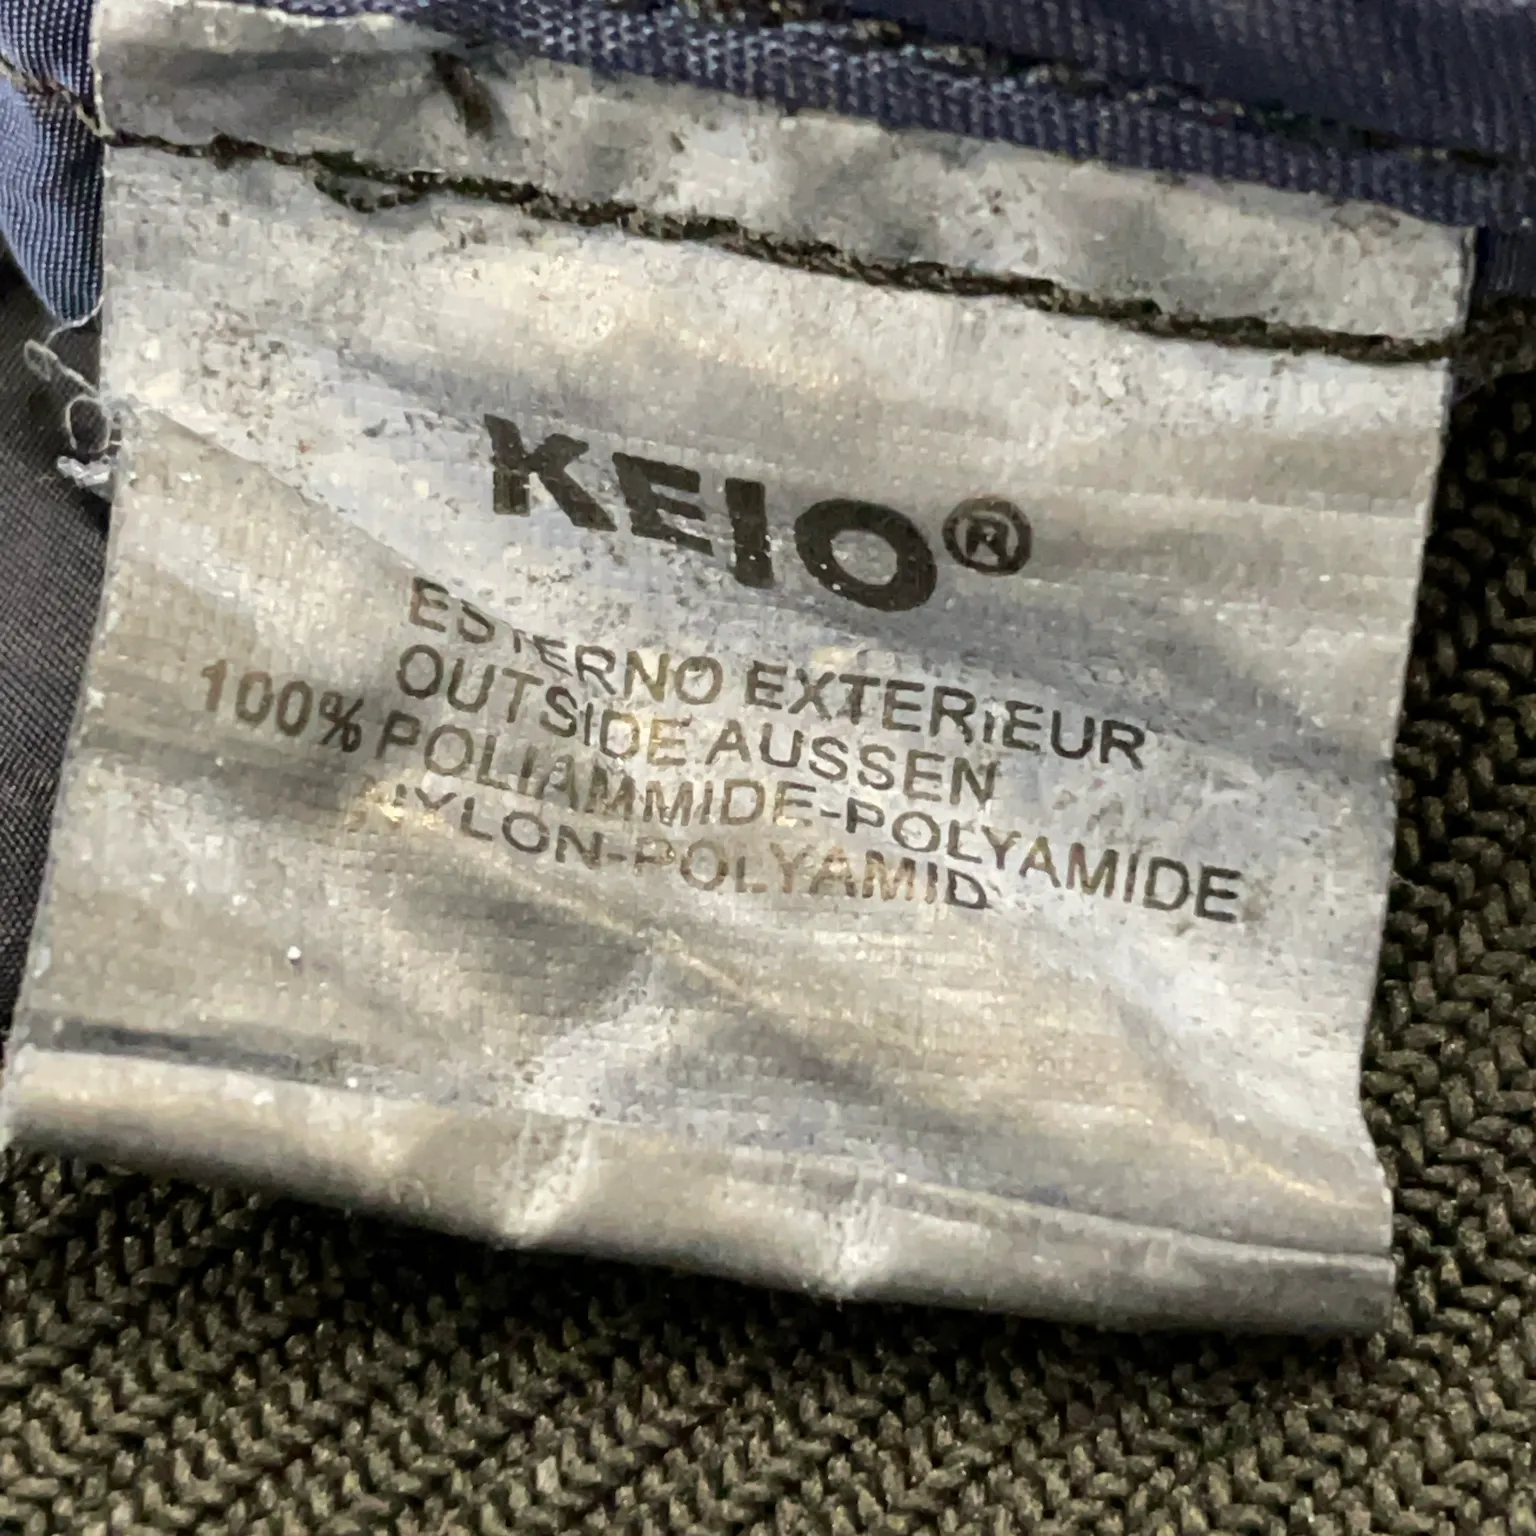 KEIO®
ESTERNO EXTERIEUR
OUTSIDE AUSSEN
100% POLIAMMIDE-POLYAMIDE
NYLON-POLYAMID